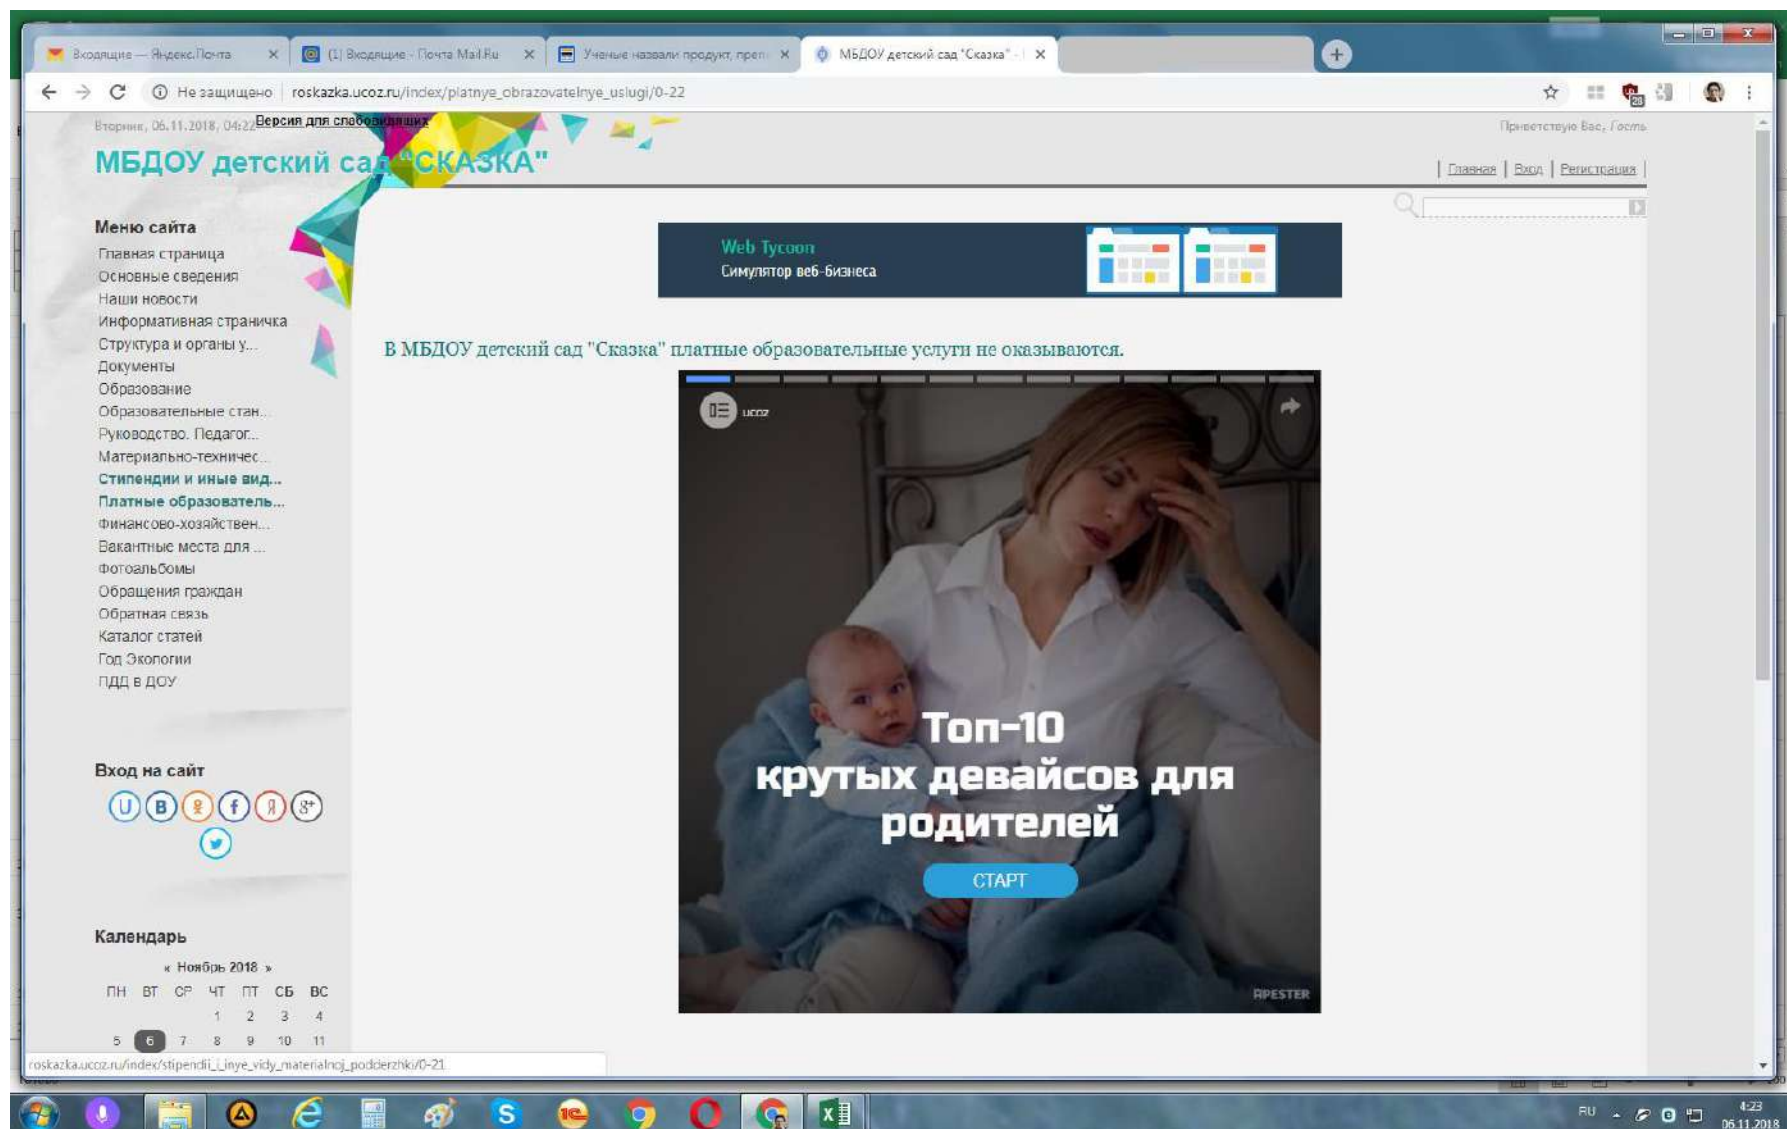 Входящие — Яндекс.Почта
(1) Входящие - Почта Mail.Ru
Ученые назвали продукт, преп
МБДОУ детский сад "Сказка" -
Не защищено
roskazka.ucoz.ru/index/platnye_obrazovatelnye_uslugi/0-22
28
Вторник, 06.11.2018, 04:22
Версия для слабовидящих
Приветствую Вас, Гость
МБДОУ детский сад "СКАЗКА"
| Главная | Вход | Регистрация |
Меню сайта
Главная страница
Основные сведения
Наши новости
Информативная страничка
Структура и органы у...
Документы
Образование
Образовательные стан...
Руководство. Педагог...
Материально-техничес...
Стипендии и иные вид...
Платные образователь...
Финансово-хозяйствен...
Вакантные места для ...
Фотоальбомы
Обращения граждан
Обратная связь
Каталог статей
Год Экологии
ПДД в ДОУ
Web Tycoon
Симулятор веб-бизнеса
В МБДОУ детский сад "Сказка" платные образовательные услуги не оказываются.
ucoz
Топ-10
крутых девайсов для
родителей
СТАРТ
APESTER
Вход на сайт
Календарь
« Ноябрь 2018 »
ПН ВТ СР ЧТ ПТ СБ ВС
1 2 3 4
5 6 7 8 9 10 11
roskazka.ucoz.ru/index/stipendii_i_inye_vidy_materialnoj_podderzhki/0-21
RU
4:23
06.11.2018